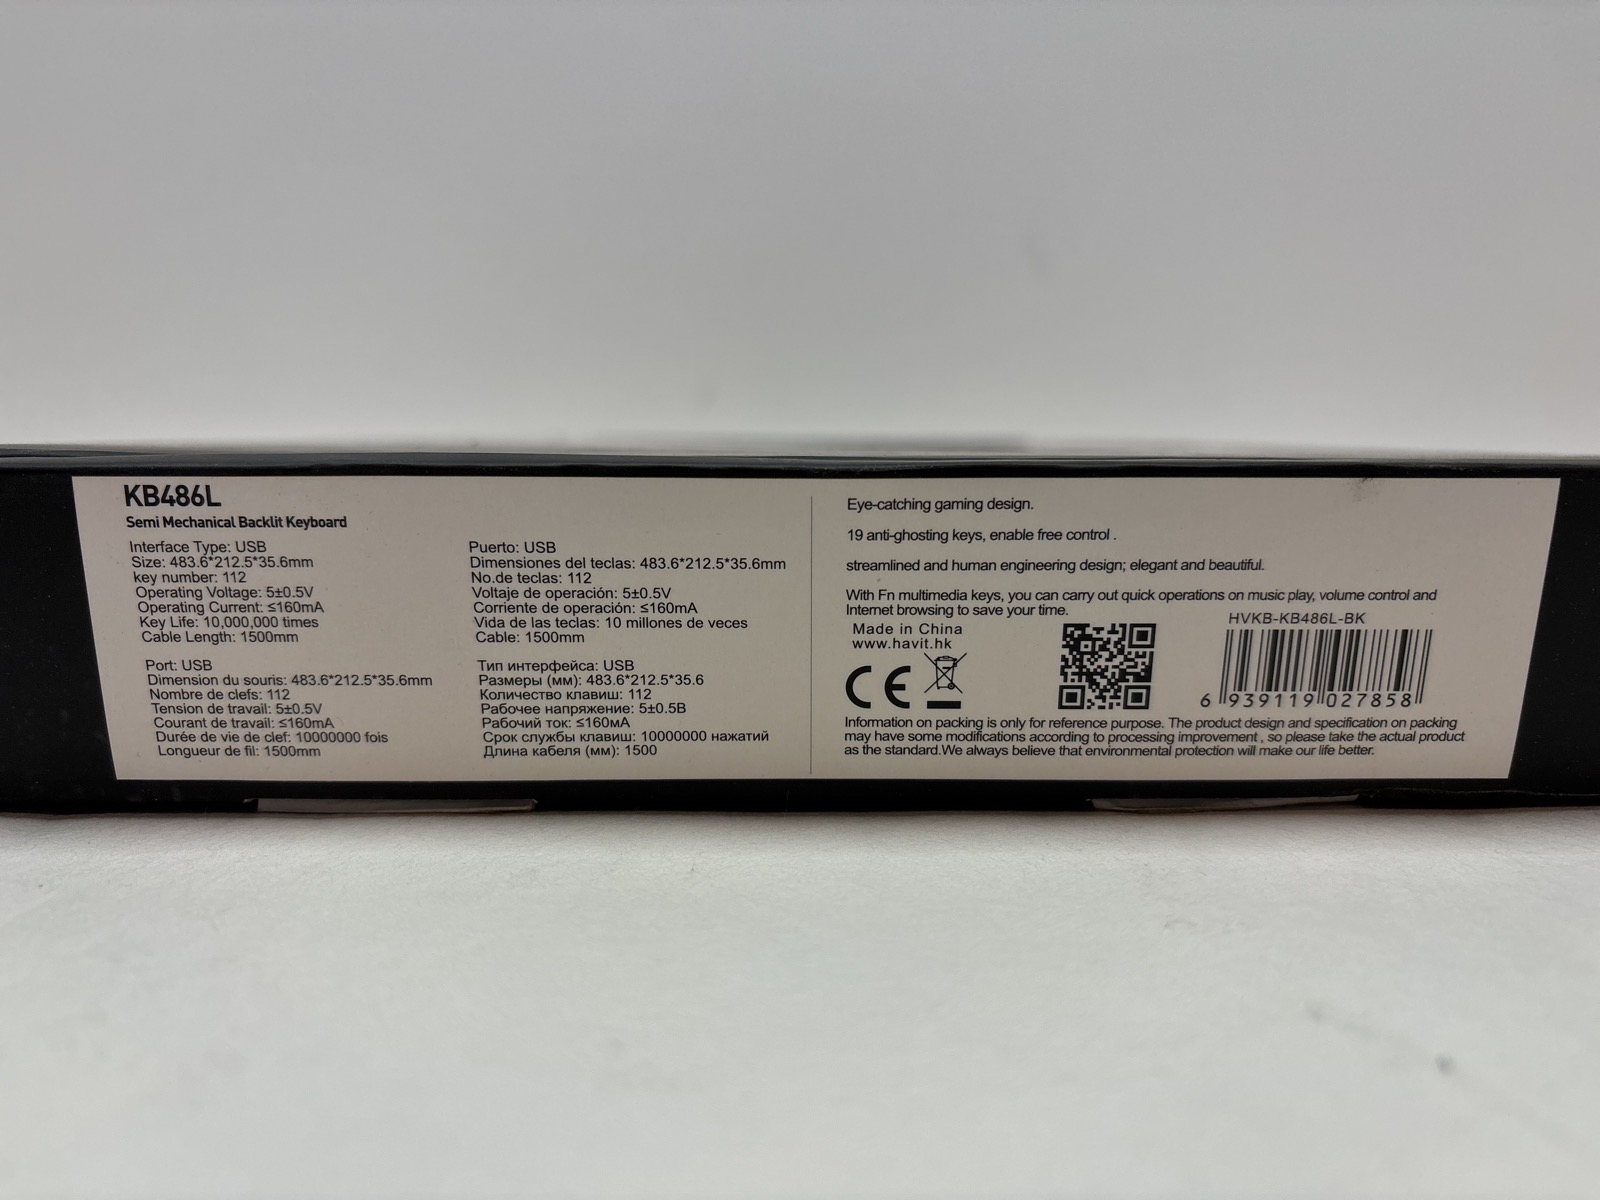 KB486L
Semi Mechanical Backlit Keyboard
Interface Type: USB
Size: 483.6*212.5*35.6mm
key number: 112
Operating Voltage: 5±0.5V
Operating Current: ≤160mA
Key Life: 10,000,000 times
Cable Length: 1500mm
Puerto: USB
Dimensiones del teclas: 483.6*212.5*35.6mm
No.de teclas: 112
Voltaje de operación: 5±0.5V
Corriente de operación: ≤160mA
Vida de las teclas: 10 millones de veces
Cable: 1500mm
Port: USB
Dimension du souris: 483.6*212.5*35.6mm
Nombre de clefs: 112
Tension de travail: 5±0.5V
Courant de travail: ≤160mA
Durée de vie de clef: 10000000 fois
Longueur de fil: 1500mm
Тип интерфейса: USB
Размеры (мм): 483.6*212.5*35.6
Количество клавиш: 112
Рабочее напряжение: 5±0.5В
Рабочий ток: ≤160мА
Срок службы клавиш: 10000000 нажатий
Длина кабеля (мм): 1500
Eye-catching gaming design.
19 anti-ghosting keys, enable free control .
streamlined and human engineering design; elegant and beautiful.
With Fn multimedia keys, you can carry out quick operations on music play, volume control and
Internet browsing to save your time.
Made in China
www.havit.hk
CE
HVKB-KB486L-BK
6 939119 027858
Information on packing is only for reference purpose. The product design and specification on packing
may have some modifications according to processing improvement , so please take the actual product
as the standard.We always believe that environmental protection will make our life better.